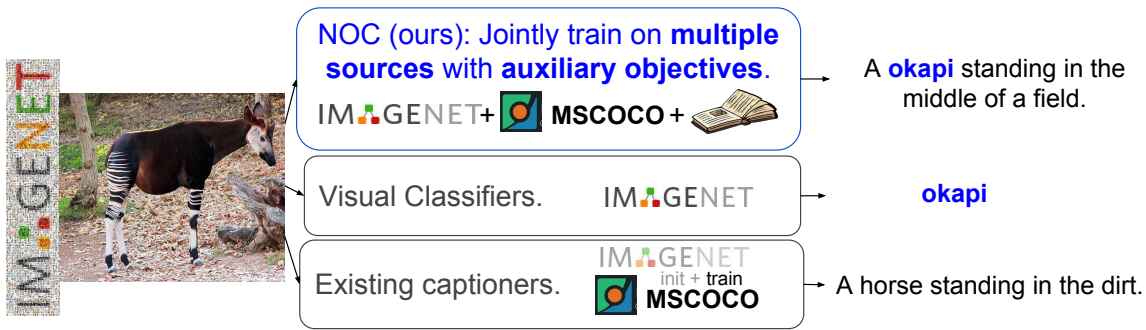 IMAGENET
NOC (ours): Jointly train on multiple
sources with auxiliary objectives.
IMAGENET + MSCOCO +
A okapi standing in the
middle of a field.
Visual Classifiers. IMAGENET
okapi
Existing captioners.
IMAGENET
init + train
MSCOCO
A horse standing in the dirt.